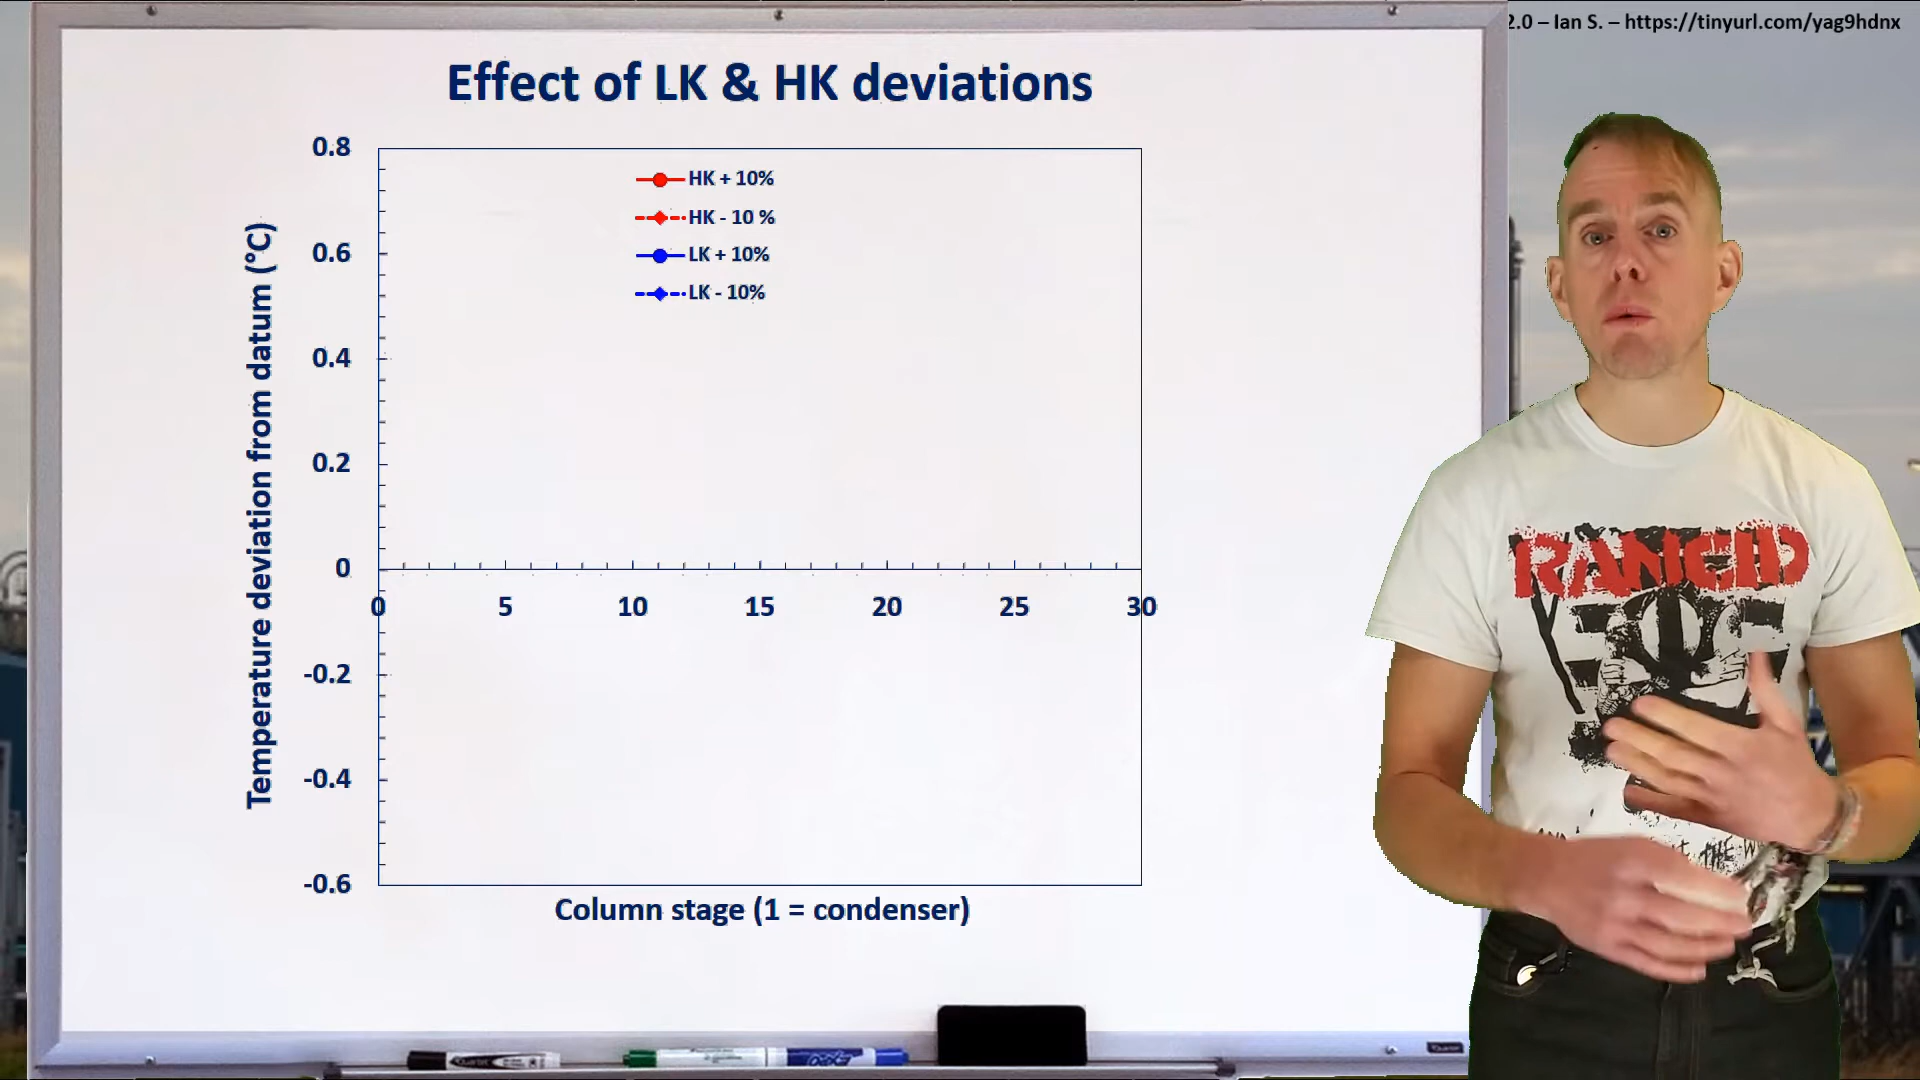 2.0 – Ian S. – https://tinyurl.com/yag9hdnx
Effect of LK & HK deviations
0.8
0.6
0.4
0.2
0
-0.2
-0.4
-0.6
Temperature deviation from datum (°C)
HK + 10%
HK - 10 %
LK + 10%
LK - 10%
0 5 10 15 20 25 30
Column stage (1 = condenser)
RANCID
THE